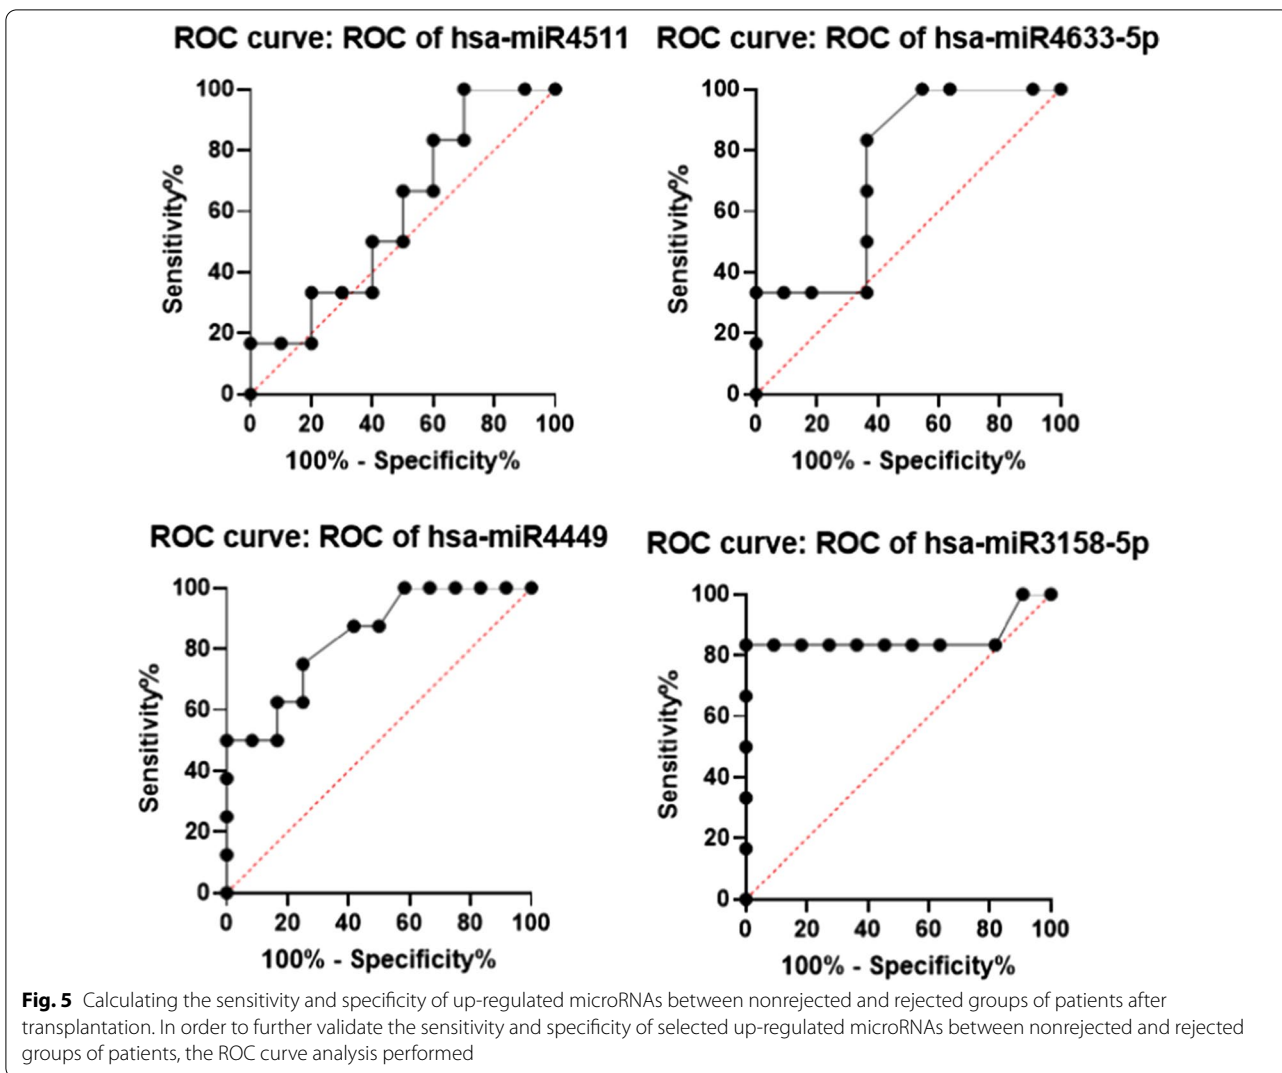 ROC curve: ROC of hsa-miR4511
100
80
60
40
20
0
Sensitivity%
0 20 40 60 80 100
100% - Specificity%
ROC curve: ROC of hsa-miR4633-5p
100
80
60
40
20
0
Sensitivity%
0 20 40 60 80 100
100% - Specificity%
ROC curve: ROC of hsa-miR4449
100
80
60
40
20
0
Sensitivity%
0 20 40 60 80 100
100% - Specificity%
ROC curve: ROC of hsa-miR3158-5p
100
80
60
40
20
0
Sensitivity%
0 20 40 60 80 100
100% - Specificity%
Fig. 5 Calculating the sensitivity and specificity of up-regulated microRNAs between nonrejected and rejected groups of patients after
transplantation. In order to further validate the sensitivity and specificity of selected up-regulated microRNAs between nonrejected and rejected
groups of patients, the ROC curve analysis performed